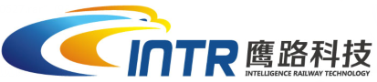 INTR 鹰路科技
INTELLIGENCE RAILWAY TECHNOLOGY